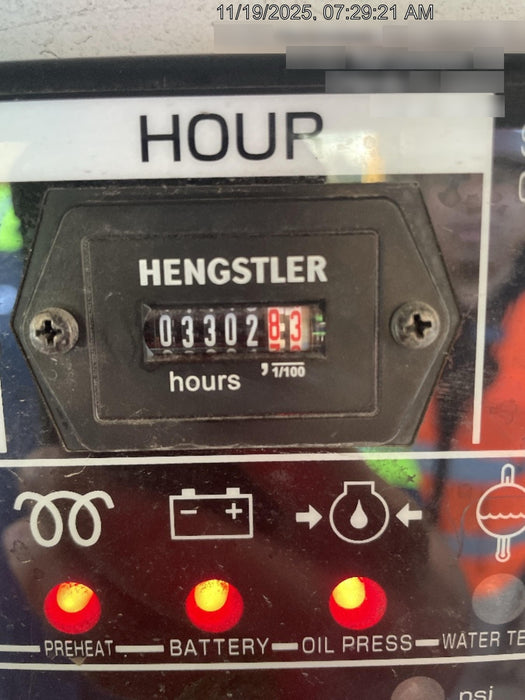 11/19/2025, 07:29:21 AM
HOUR
HENGSTLER
0330283
hours , 1/100
- +
PREHEAT BATTERY OIL PRESS WATER TE
psi